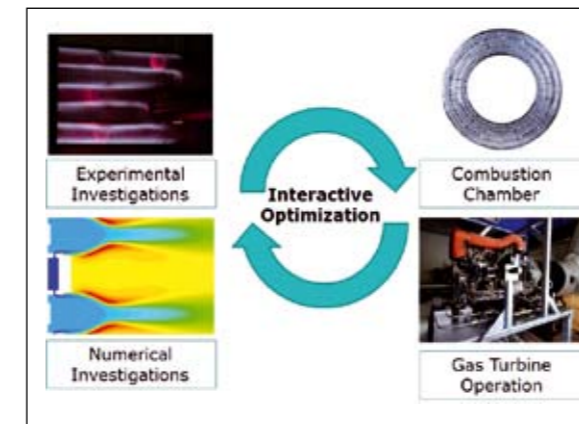 Experimental
Investigations
Combustion
Chamber
Interactive
Optimization
Numerical
Investigations
Gas Turbine
Operation